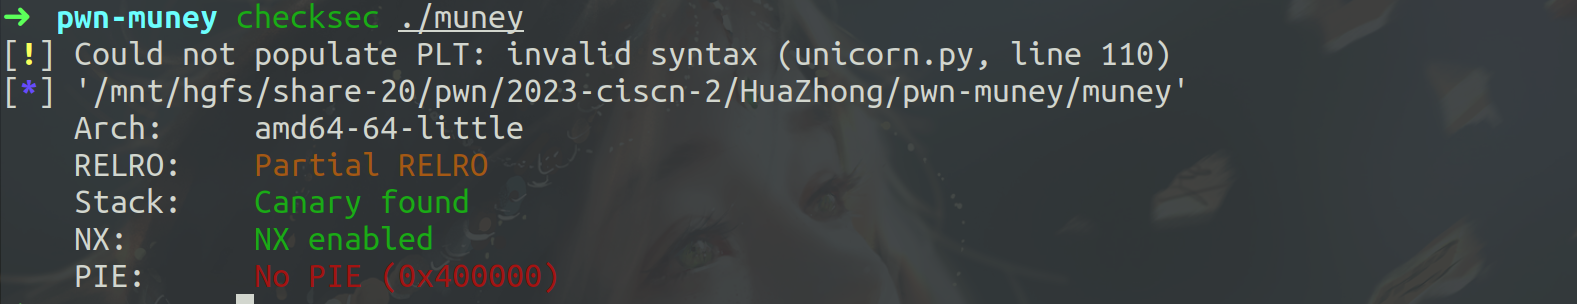 ➜ pwn-muney checksec ./muney
[!] Could not populate PLT: invalid syntax (unicorn.py, line 110)
[*] '/mnt/hgfs/share-20/pwn/2023-ciscn-2/HuaZhong/pwn-muney/muney'
Arch: amd64-64-little
RELRO: Partial RELRO
Stack: Canary found
NX: NX enabled
PIE: No PIE (0x400000)